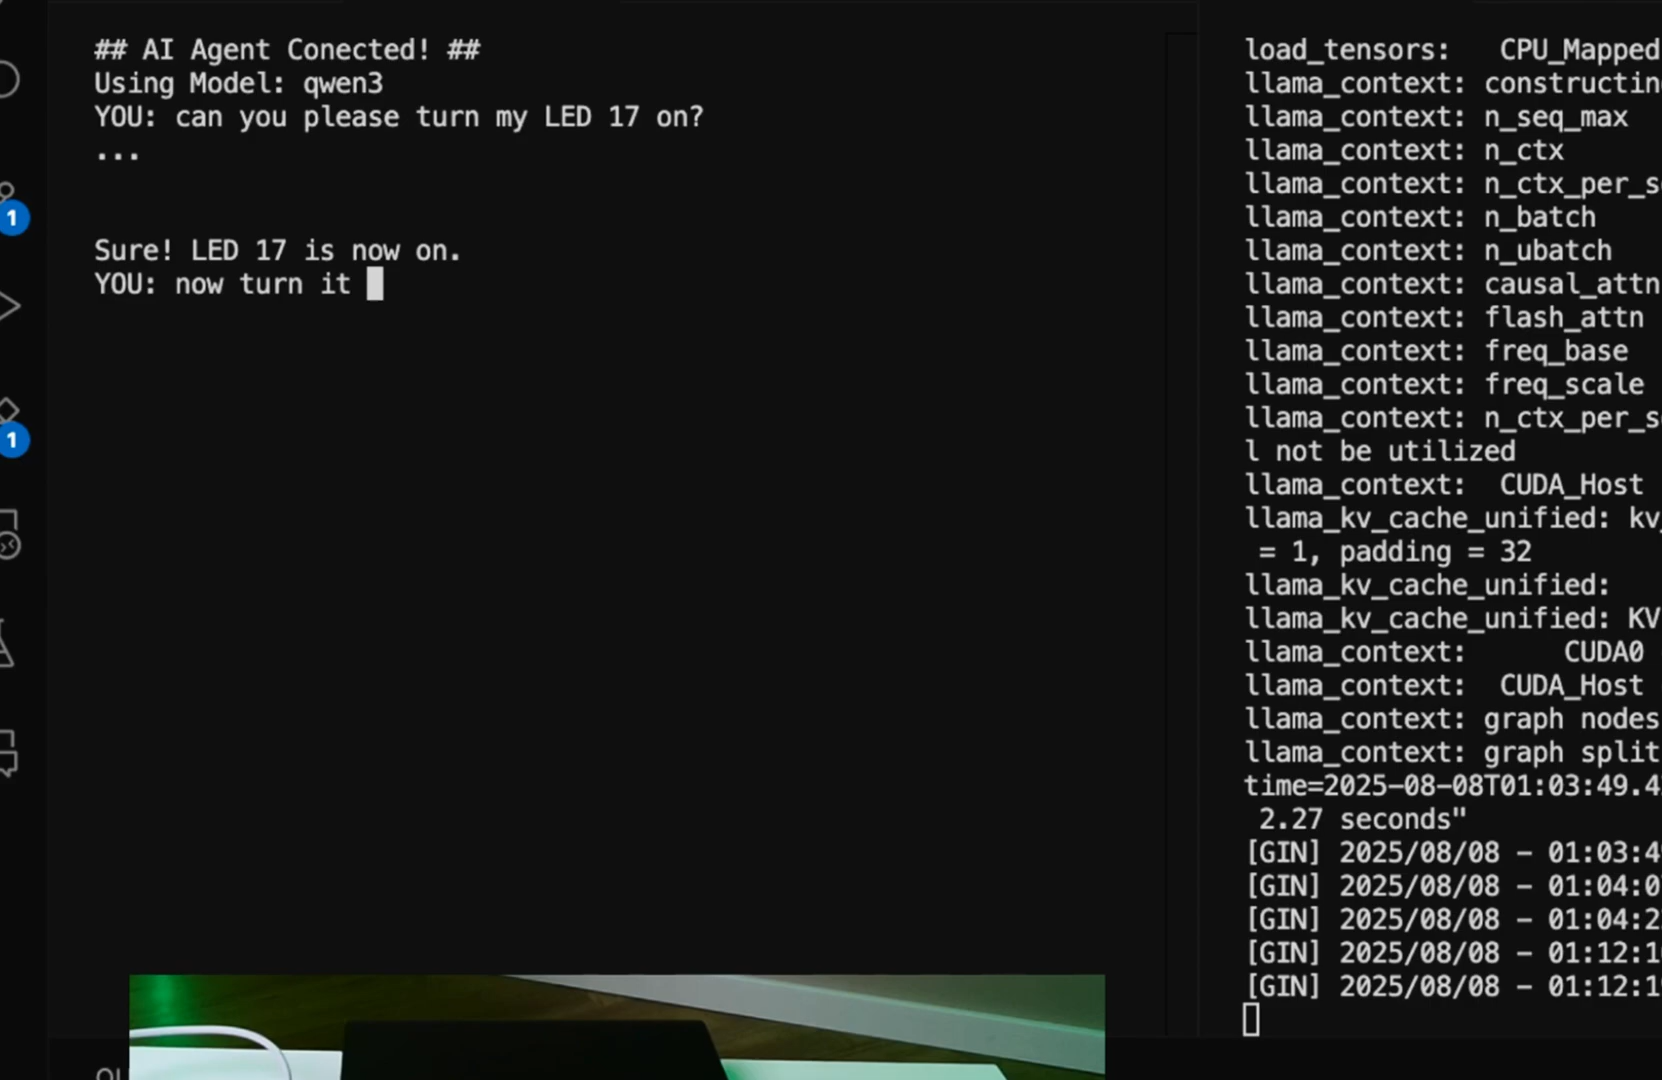 ## AI Agent Conected! ##
Using Model: qwen3
YOU: can you please turn my LED 17 on?
...
Sure! LED 17 is now on.
YOU: now turn it
1
1
load_tensors: CPU_Mapped
llama_context: constructing
llama_context: n_seq_max
llama_context: n_ctx
llama_context: n_ctx_per_s
llama_context: n_batch
llama_context: n_ubatch
llama_context: causal_attn
llama_context: flash_attn
llama_context: freq_base
llama_context: freq_scale
llama_context: n_ctx_per_s
l not be utilized
llama_context: CUDA_Host
llama_kv_cache_unified: kv_
= 1, padding = 32
llama_kv_cache_unified:
llama_kv_cache_unified: KV
llama_context: CUDA0
llama_context: CUDA_Host
llama_context: graph nodes
llama_context: graph split
time=2025-08-08T01:03:49.4
2.27 seconds"
[GIN] 2025/08/08 - 01:03:4
[GIN] 2025/08/08 - 01:04:0
[GIN] 2025/08/08 - 01:04:2
[GIN] 2025/08/08 - 01:12:1
[GIN] 2025/08/08 - 01:12:1